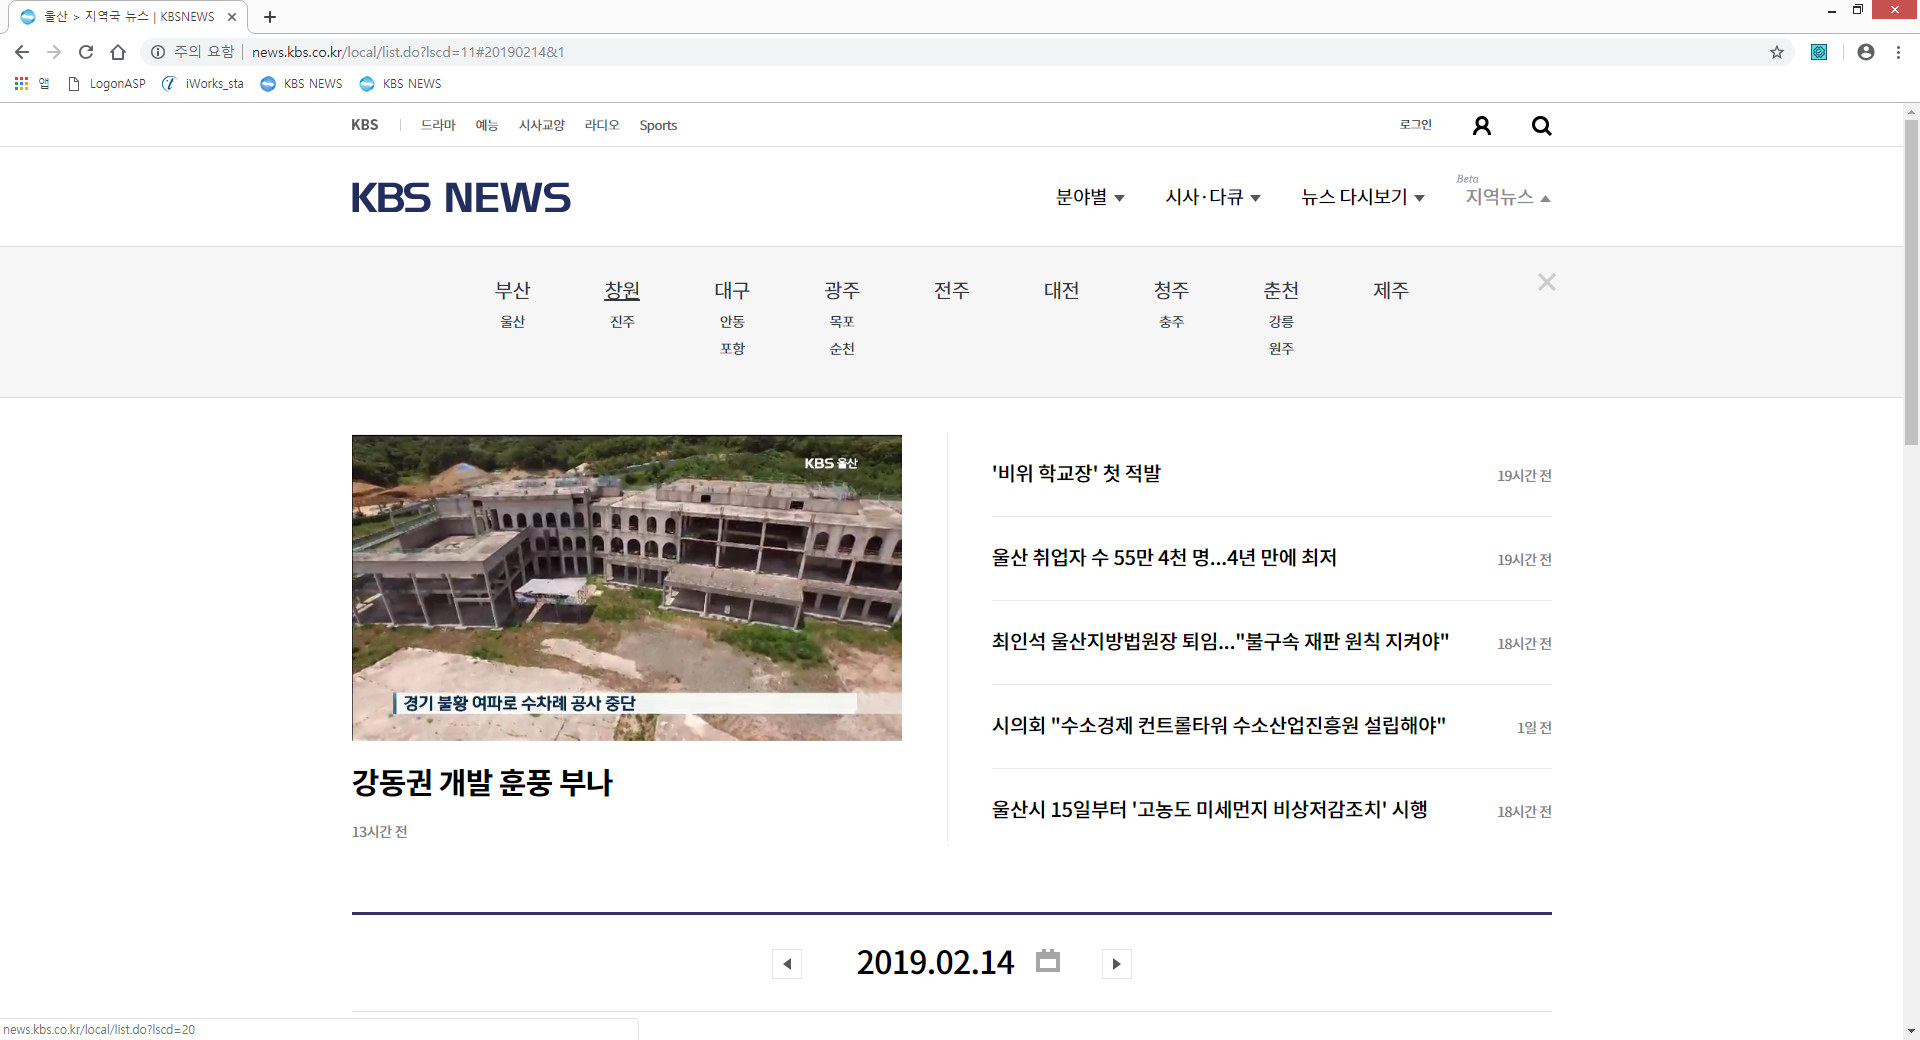 울산 > 지역국 뉴스 | KBSNEWS
주의 요함 | news.kbs.co.kr/local/list.do?lscd=11#20190214&1
앱 LogonASP iWorks_sta KBS NEWS KBS NEWS
KBS 드라마 예능 시사교양 라디오 Sports 로그인
KBS NEWS
분야별 시사·다큐 뉴스 다시보기 Beta 지역뉴스
부산 창원 대구 광주 전주 대전 청주 춘천 제주
울산 진주 안동 목포 충주 강릉
포항 순천 원주
KBS 울산
경기 불황 여파로 수차례 공사 중단
강동권 개발 훈풍 부나
13시간 전
'비위 학교장' 첫 적발 19시간 전
울산 취업자 수 55만 4천 명...4년 만에 최저 19시간 전
최인석 울산지방법원장 퇴임..."불구속 재판 원칙 지켜야" 18시간 전
시의회 "수소경제 컨트롤타워 수소산업진흥원 설립해야" 1일 전
울산시 15일부터 '고농도 미세먼지 비상저감조치' 시행 18시간 전
2019.02.14
news.kbs.co.kr/local/list.do?lscd=20